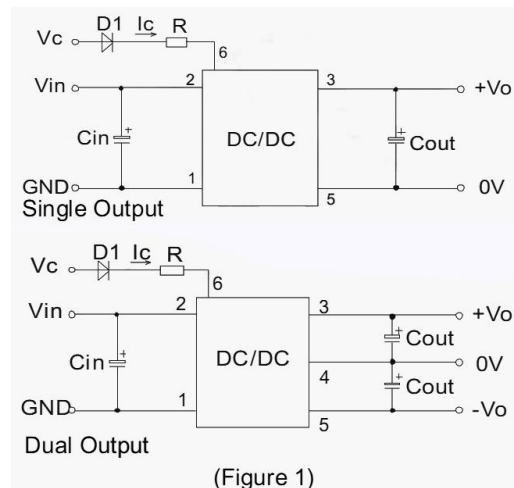 D1 Ic R
Vc 6
Vin 2 3 +Vo
Cin + DC/DC + Cout
GND 1 5 0V
Single Output
D1 Ic R
Vc 6
Vin 2 3 +Vo
+ Cout
Cin + DC/DC 4 0V
+ Cout
GND 1 5 -Vo
Dual Output
(Figure 1)